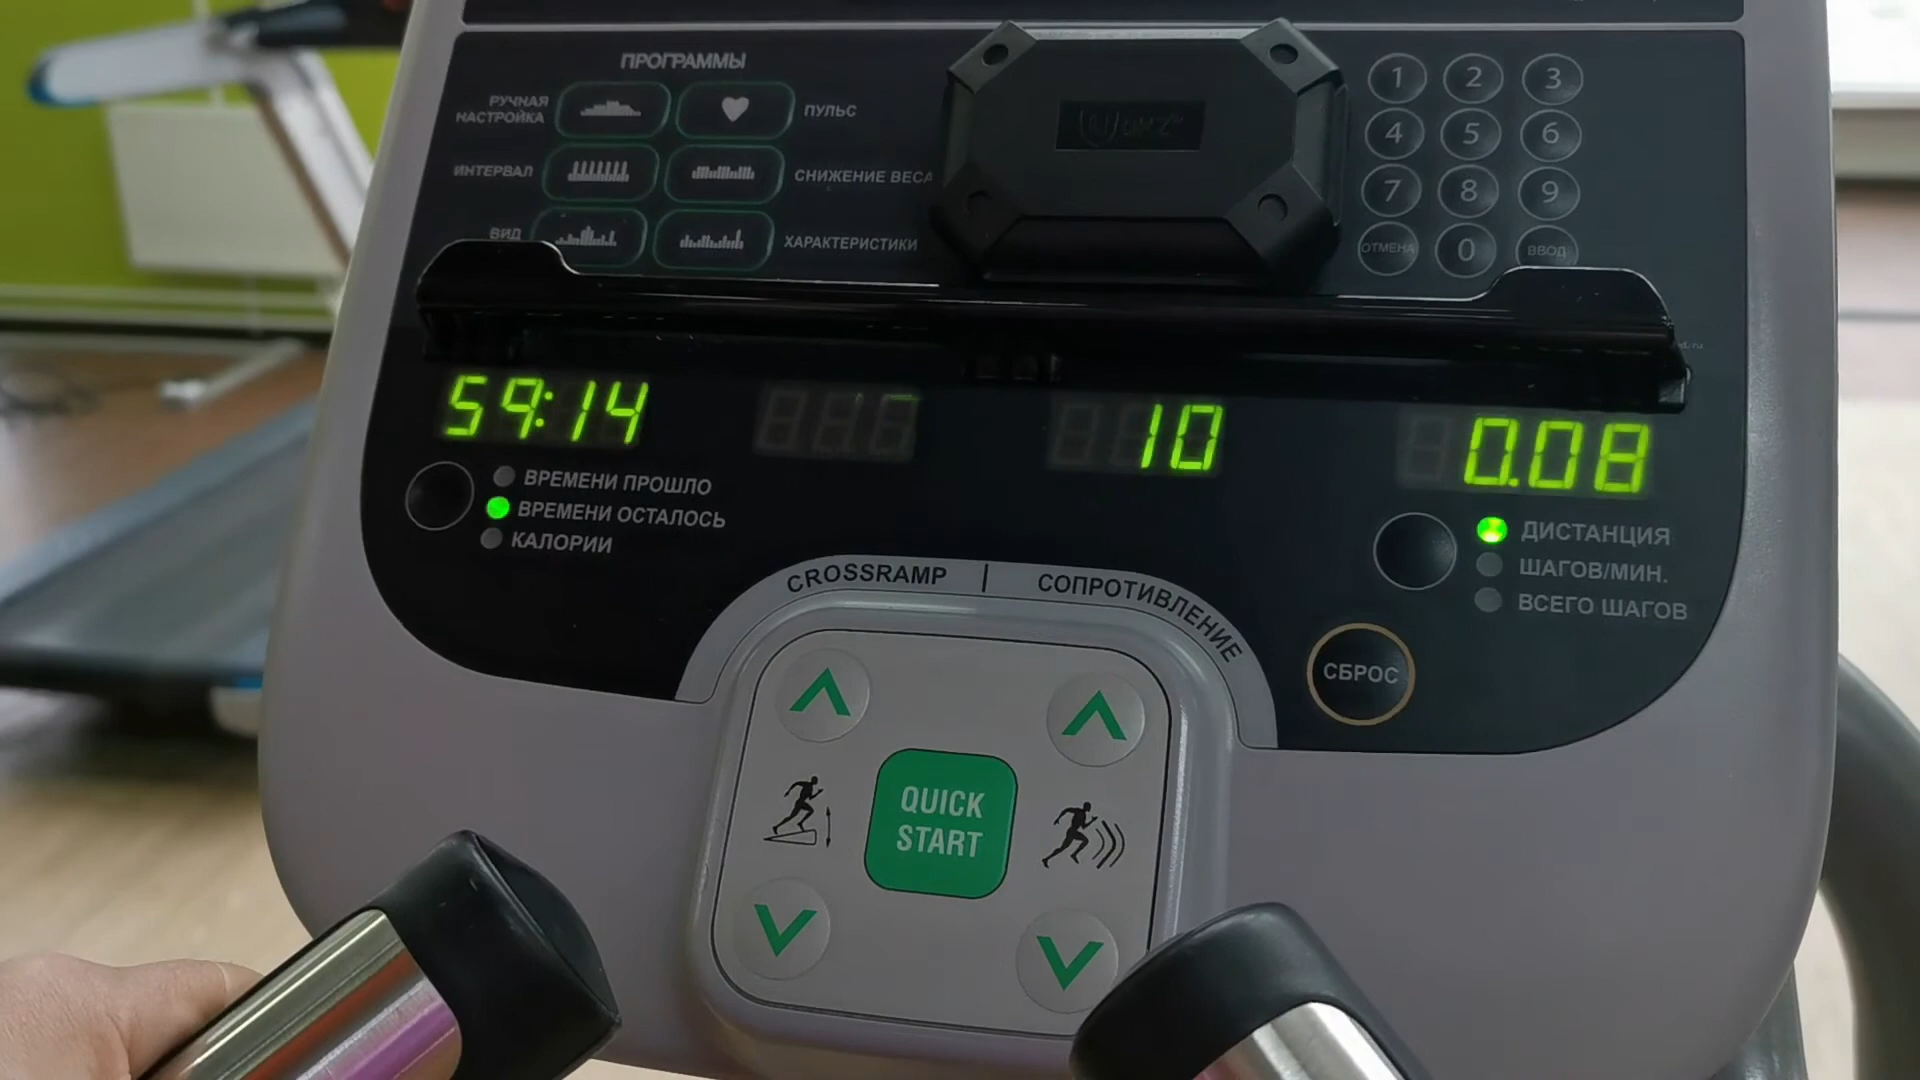 ПРОГРАММЫ
РУЧНАЯ
НАСТРОЙКА
ПУЛЬС
ИНТЕРВАЛ
СНИЖЕНИЕ ВЕСА
ВИД
ХАРАКТЕРИСТИКИ
1 2 3
4 5 6
7 8 9
ОТМЕНА 0 ВВОД
59:14
10
0.08
ВРЕМЕНИ ПРОШЛО
ВРЕМЕНИ ОСТАЛОСЬ
КАЛОРИИ
ДИСТАНЦИЯ
ШАГОВ/МИН.
ВСЕГО ШАГОВ
CROSSRAMP | СОПРОТИВЛЕНИЕ
СБРОС
QUICK
START